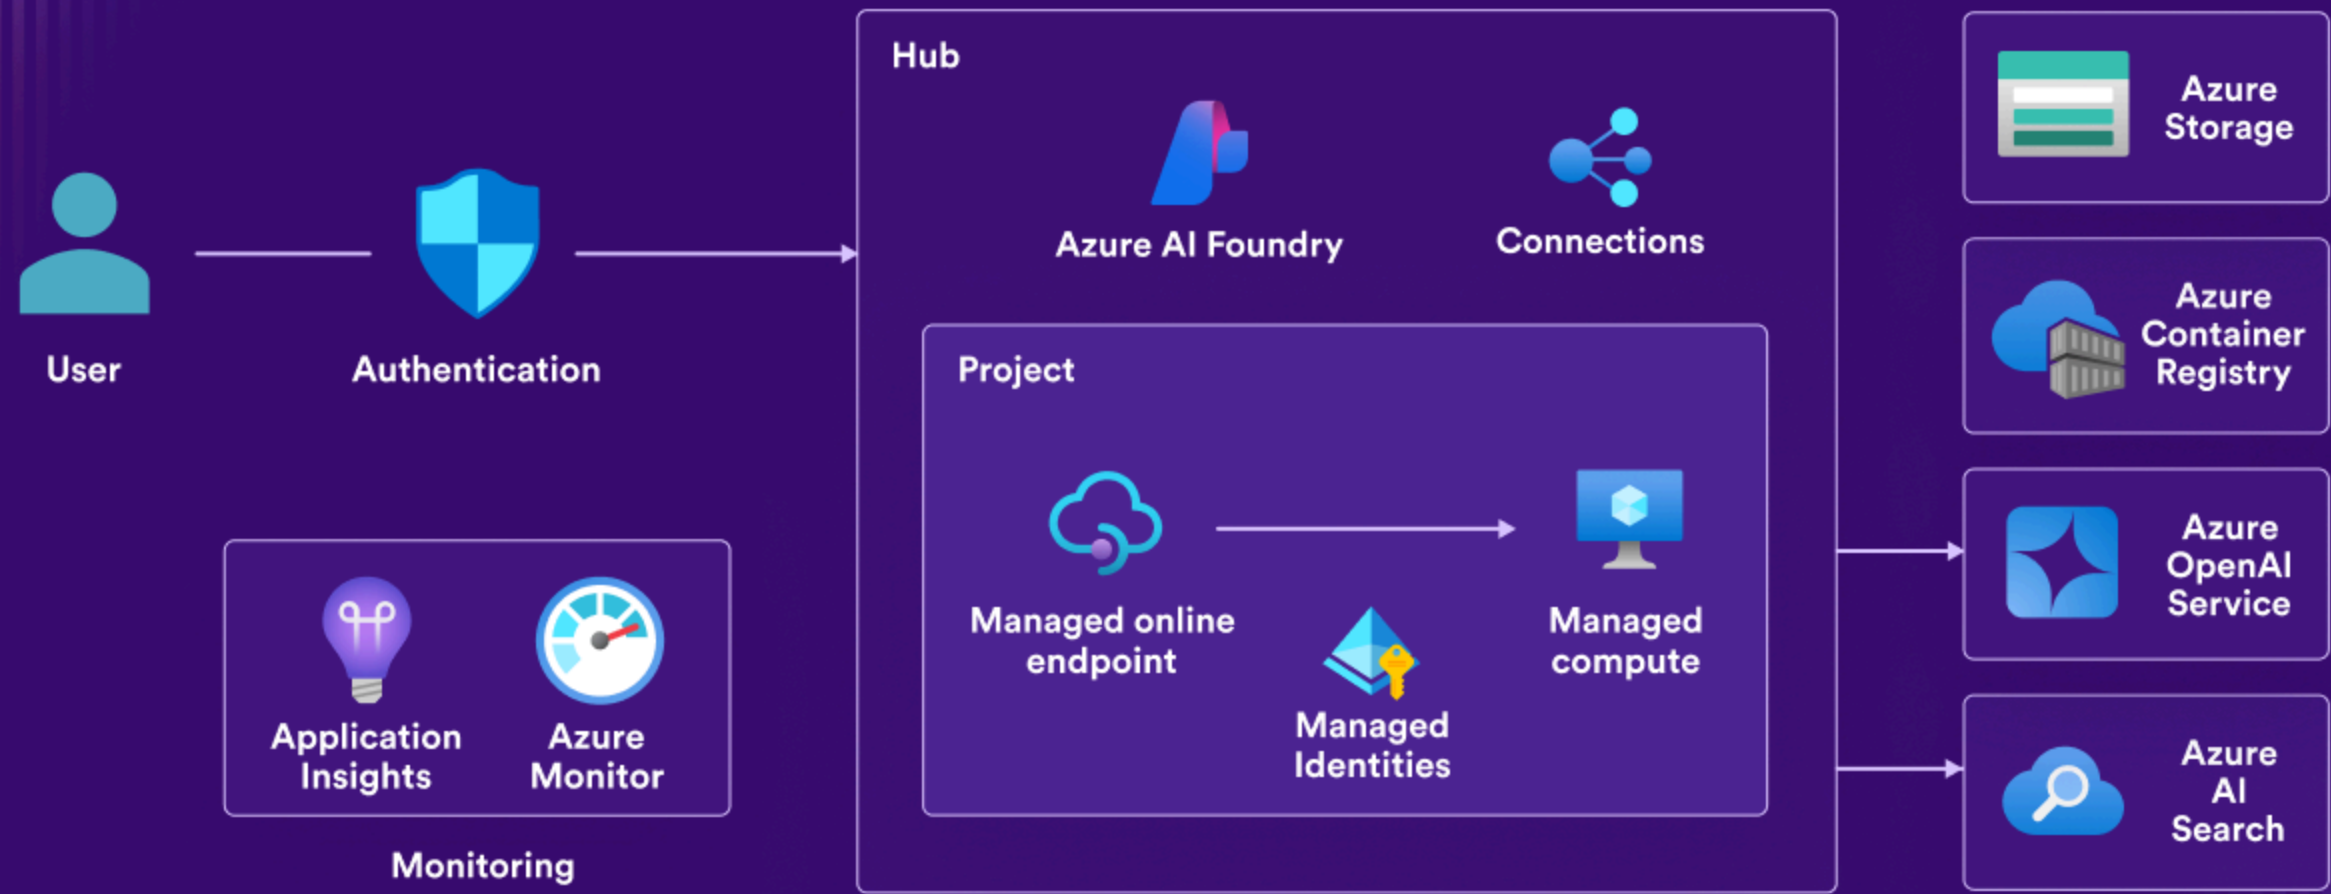 Hub
Azure AI Foundry
Connections
User
Authentication
Project
Managed online
endpoint
Managed
compute
Managed
Identities
Application
Insights
Azure
Monitor
Monitoring
Azure
Storage
Azure
Container
Registry
Azure
OpenAI
Service
Azure
AI
Search